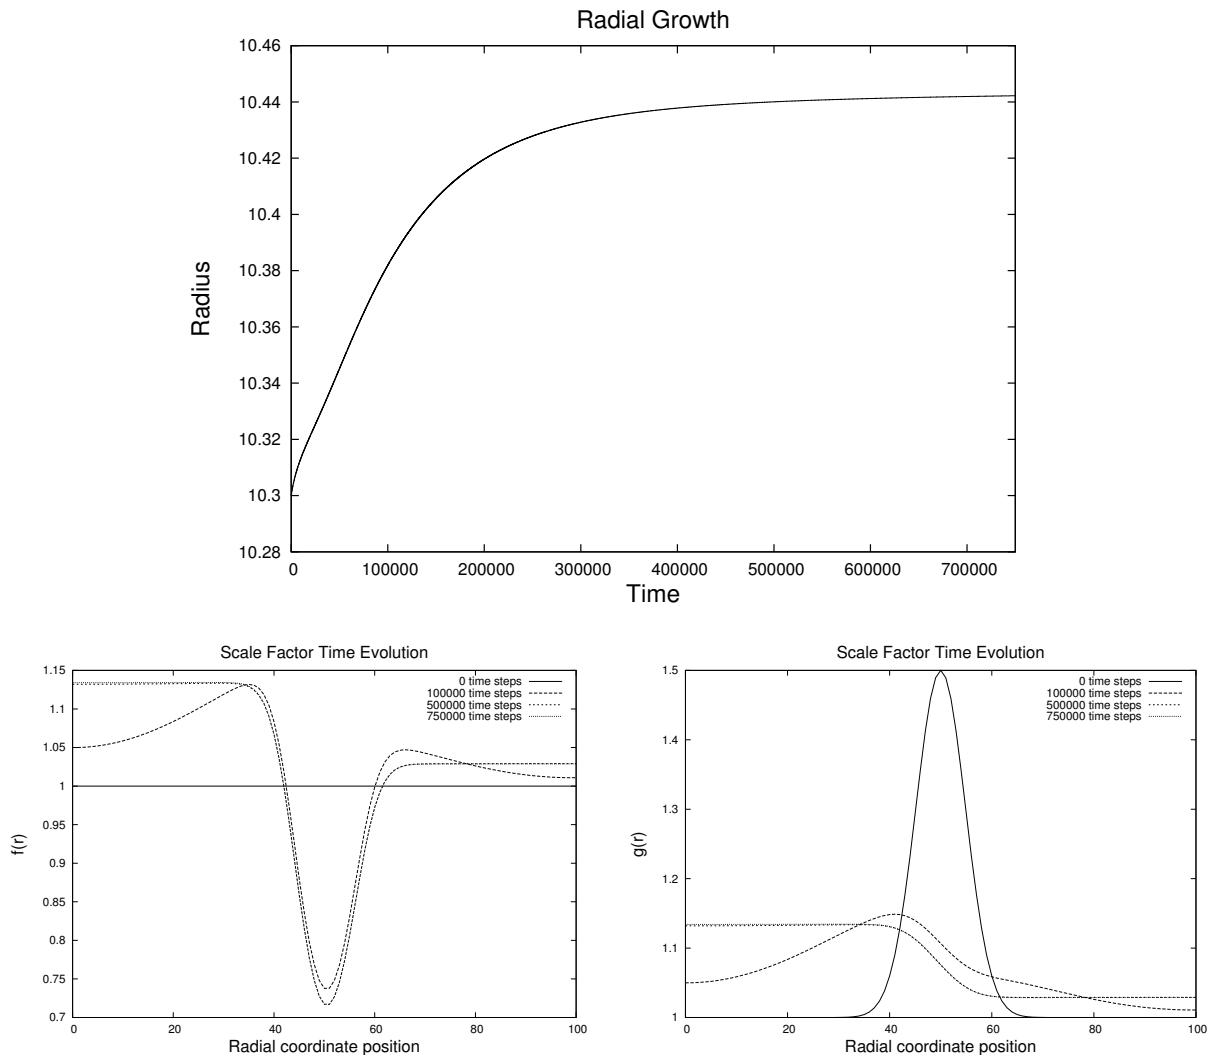 Radial Growth
10.46
10.44
10.42
10.4
10.38
10.36
10.34
10.32
10.3
10.28
Radius
0 100000 200000 300000 400000 500000 600000 700000
Time
Scale Factor Time Evolution
1.15
1.1
1.05
1
0.95
0.9
0.85
0.8
0.75
0.7
f(r)
0 time steps
100000 time steps
500000 time steps
750000 time steps
0 20 40 60 80 100
Radial coordinate position
Scale Factor Time Evolution
1.5
1.4
1.3
1.2
1.1
1
g(r)
0 time steps
100000 time steps
500000 time steps
750000 time steps
0 20 40 60 80 100
Radial coordinate position